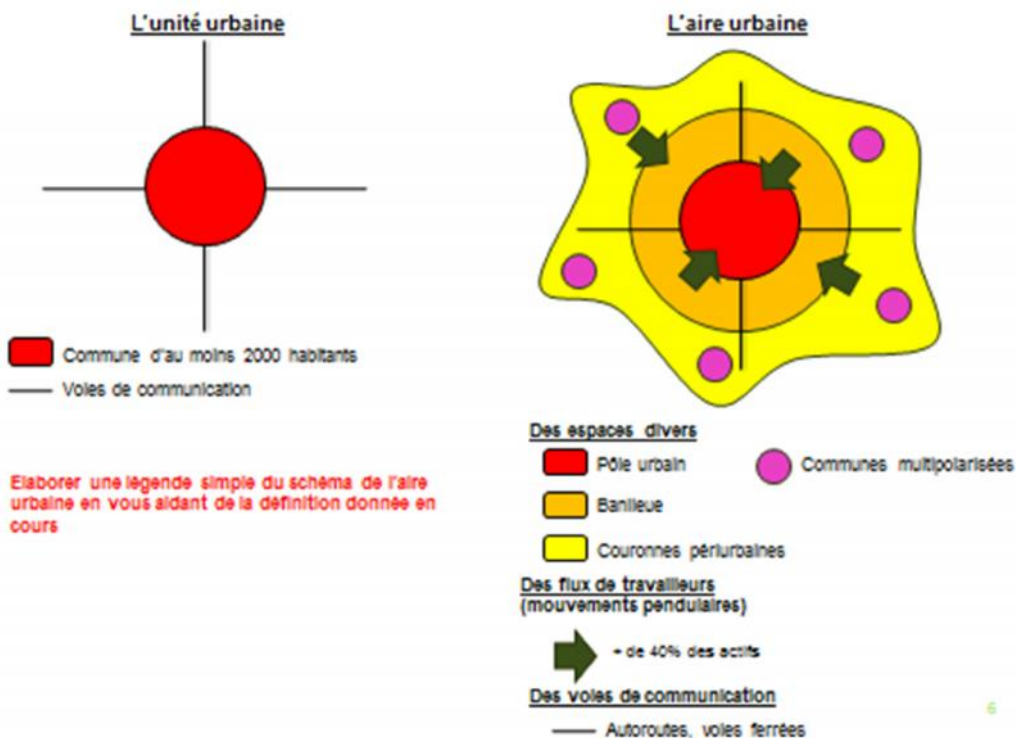 L'unité urbaine
Commune d'au moins 2000 habitants
Voies de communication
Elaborer une légende simple du schéma de l'aire
urbaine en vous aidant de la définition donnée en
cours
L'aire urbaine
Des espaces divers
Pôle urbain
Communes multipolarisées
Banlieue
Couronnes périurbaines
Des flux de travailleurs
(mouvements pendulaires)
+ de 40% des actifs
Des voies de communication
Autoroutes, voies ferrées
6